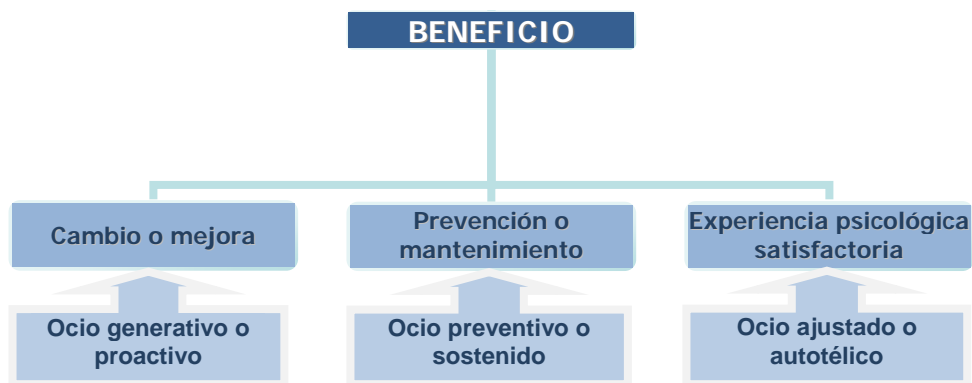 BENEFICIO
Cambio o mejora
Prevención o
mantenimiento
Experiencia psicológica
satisfactoria
Ocio generativo o
proactivo
Ocio preventivo o
sostenido
Ocio ajustado o
autotélico